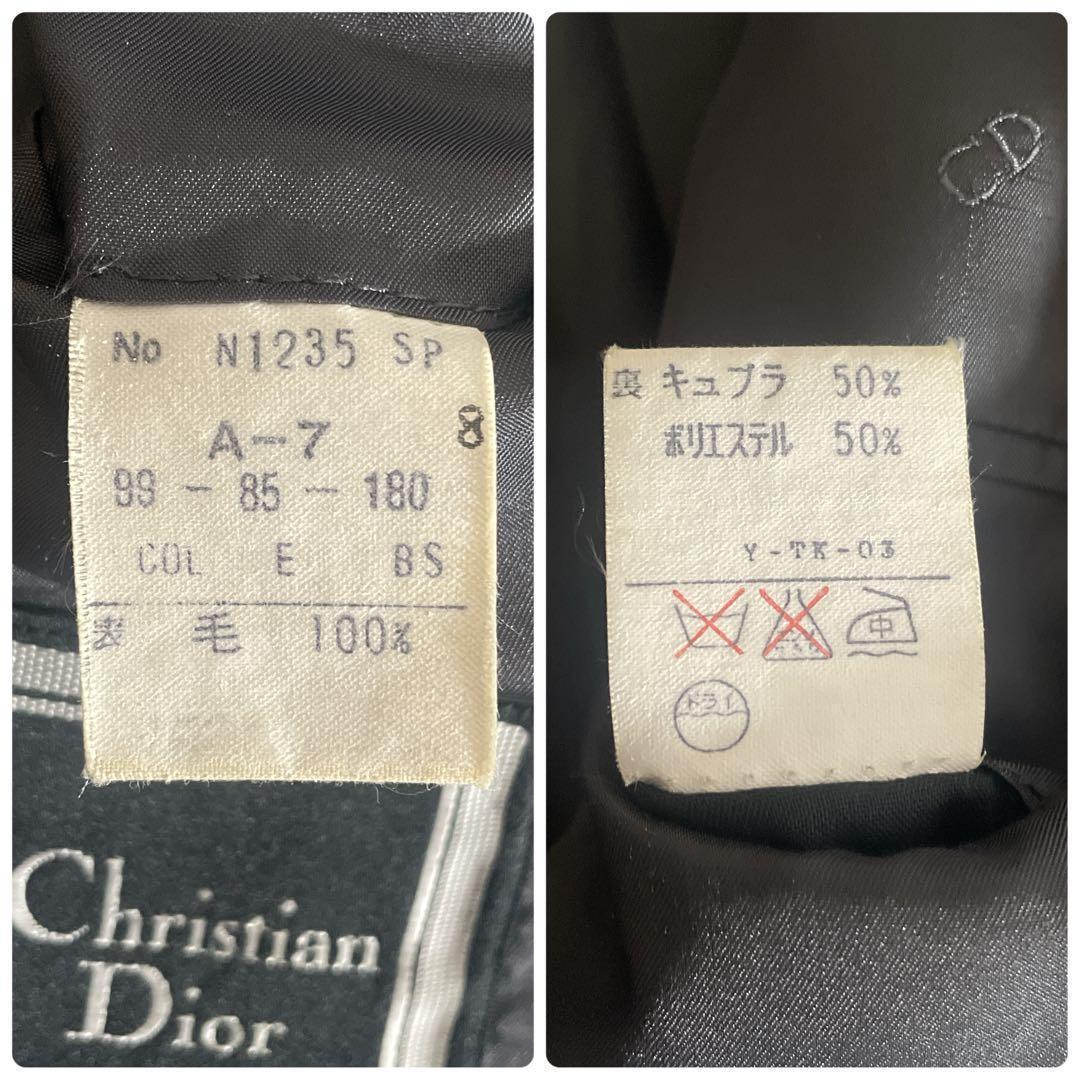 No N1235 SP
8
A-7
99-85-180
COL E BS
表 毛 100%
Christian
Dior
CD
裏 キュプラ 50%
ポリエステル 50%
Y-TK-03
中
ドライ